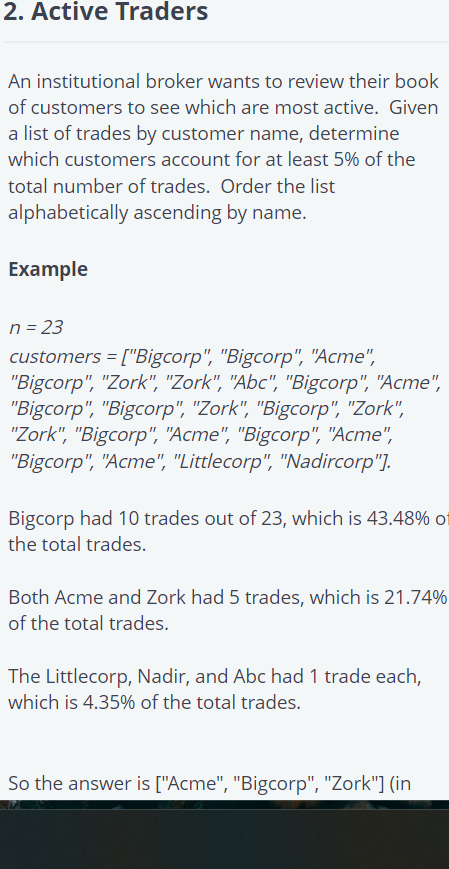 2. Active Traders
An institutional broker wants to review their book
of customers to see which are most active.  Given
a list of trades by customer name, determine
which customers account for at least 5% of the
total number of trades.  Order the list
alphabetically ascending by name.
Example
n = 23
customers = ["Bigcorp", "Bigcorp", "Acme",
"Bigcorp", "Zork", "Zork", "Abc", "Bigcorp", "Acme",
"Bigcorp", "Bigcorp", "Zork", "Bigcorp", "Zork",
"Zork", "Bigcorp", "Acme", "Bigcorp", "Acme",
"Bigcorp", "Acme", "Littlecorp", "Nadircorp"].
Bigcorp had 10 trades out of 23, which is 43.48% of
the total trades.
Both Acme and Zork had 5 trades, which is 21.74%
of the total trades.
The Littlecorp, Nadir, and Abc had 1 trade each,
which is 4.35% of the total trades.
So the answer is ["Acme", "Bigcorp", "Zork"] (in